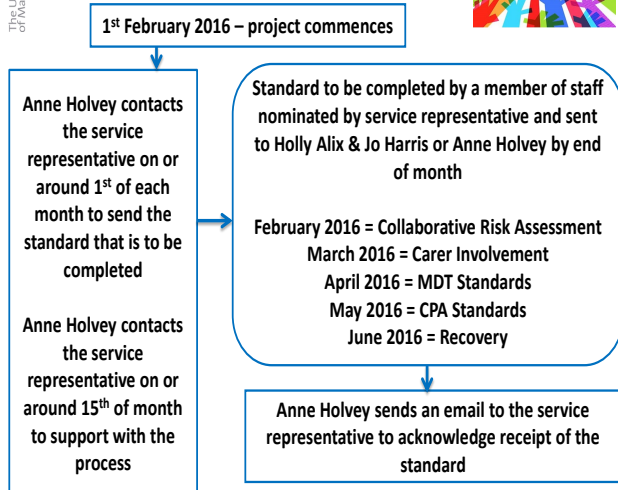 The U
of Ma
1st February 2016 – project commences
Anne Holvey contacts
the service
representative on or
around 1st of each
month to send the
standard that is to be
completed
Anne Holvey contacts
the service
representative on or
around 15th of month
to support with the
process
Standard to be completed by a member of staff
nominated by service representative and sent
to Holly Alix & Jo Harris or Anne Holvey by end
of month
February 2016 = Collaborative Risk Assessment
March 2016 = Carer Involvement
April 2016 = MDT Standards
May 2016 = CPA Standards
June 2016 = Recovery
Anne Holvey sends an email to the service
representative to acknowledge receipt of the
standard